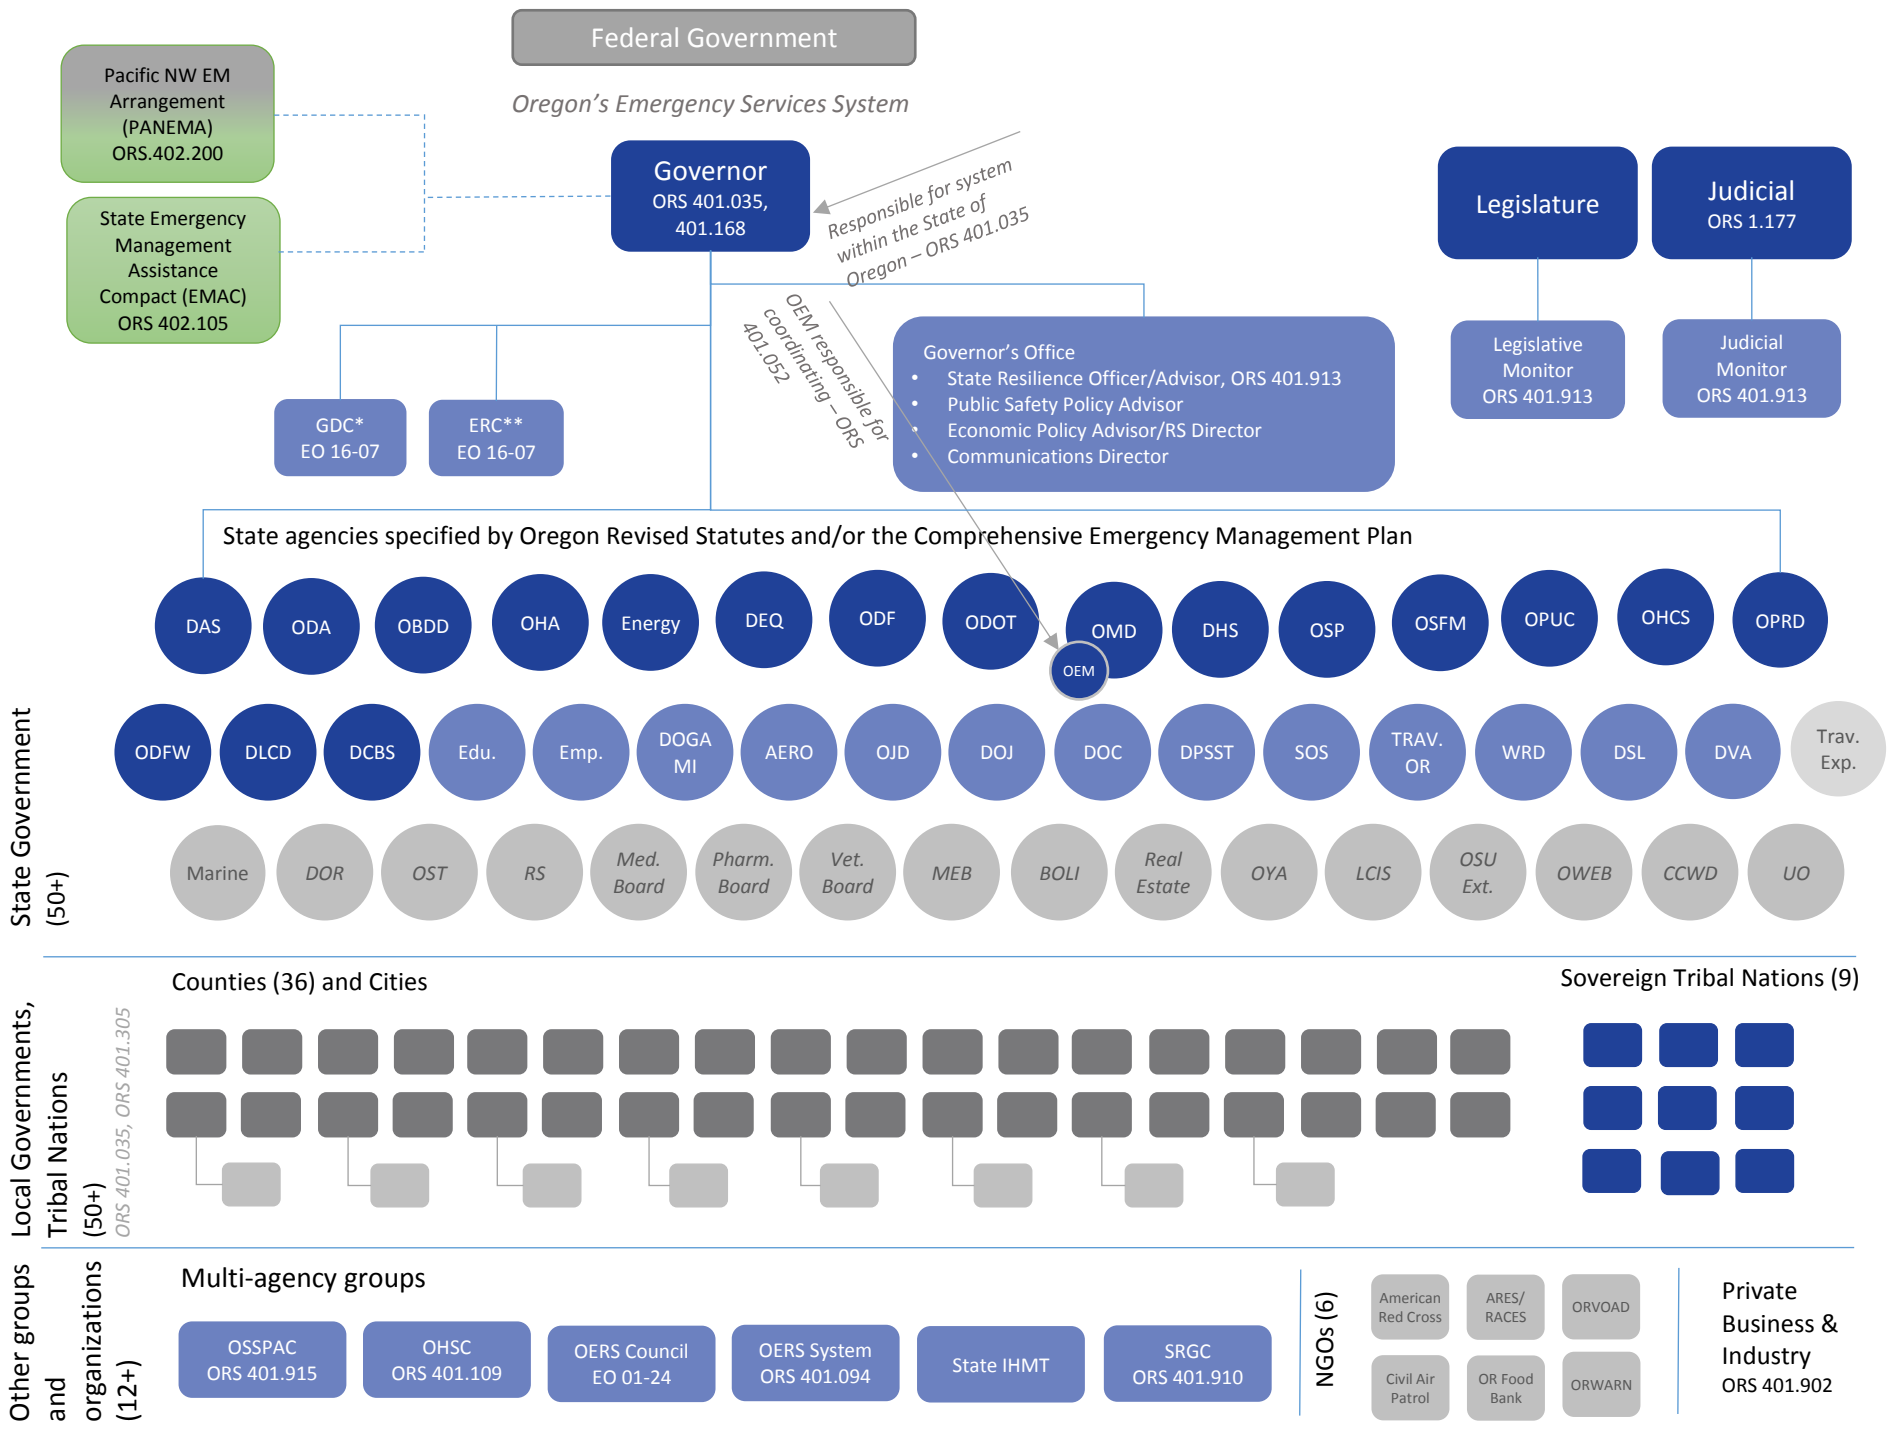 Federal Government
Oregon's Emergency Services System
Pacific NW EM
Arrangement
(PANEMA)
ORS.402.200
State Emergency
Management
Assistance
Compact (EMAC)
ORS 402.105
Governor
ORS 401.035,
401.168
Responsible for system
within the State of
Oregon – ORS 401.035
Legislature
Judicial
ORS 1.177
OEM responsible for
coordinating – ORS
401.052
Governor's Office
• State Resilience Officer/Advisor, ORS 401.913
• Public Safety Policy Advisor
• Economic Policy Advisor/RS Director
• Communications Director
Legislative
Monitor
ORS 401.913
Judicial
Monitor
ORS 401.913
GDC*
EO 16-07
ERC**
EO 16-07
State agencies specified by Oregon Revised Statutes and/or the Comprehensive Emergency Management Plan
State Government
(50+)
DAS
ODA
OBDD
OHA
Energy
DEQ
ODF
ODOT
OMD
OEM
DHS
OSP
OSFM
OPUC
OHCS
OPRD
ODFW
DLCD
DCBS
Edu.
Emp.
DOGA
MI
AERO
OJD
DOJ
DOC
DPSST
SOS
TRAV.
OR
WRD
DSL
DVA
Trav.
Exp.
Marine
DOR
OST
RS
Med.
Board
Pharm.
Board
Vet.
Board
MEB
BOLI
Real
Estate
OYA
LCIS
OSU
Ext.
OWEB
CCWD
UO
Local Governments,
Tribal Nations
(50+)
ORS 401.035, ORS 401.305
Counties (36) and Cities
Sovereign Tribal Nations (9)
Other groups
and
organizations
(12+)
Multi-agency groups
OSSPAC
ORS 401.915
OHSC
ORS 401.109
OERS Council
EO 01-24
OERS System
ORS 401.094
State IHMT
SRGC
ORS 401.910
NGOs (6)
American
Red Cross
ARES/
RACES
ORVOAD
Civil Air
Patrol
OR Food
Bank
ORWARN
Private
Business &
Industry
ORS 401.902